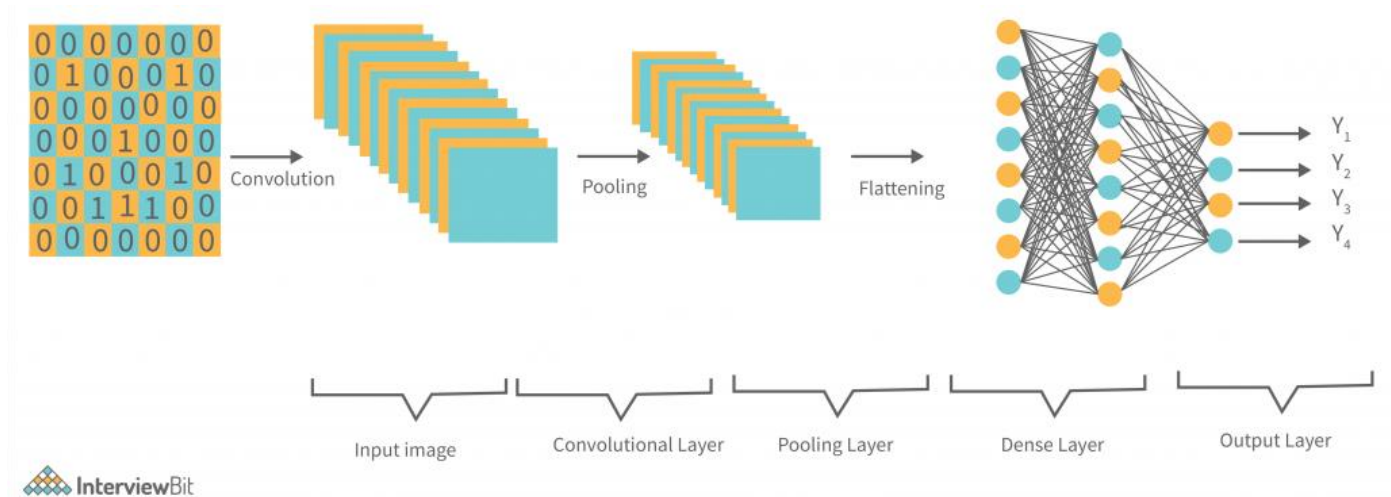 0 0 0 0 0 0 0
0 1 0 0 0 1 0
0 0 0 0 0 0 0
0 0 0 1 0 0 0
0 1 0 0 0 1 0
0 0 1 1 1 0 0
0 0 0 0 0 0 0
Convolution
Pooling
Flattening
Y1
Y2
Y3
Y4
Input image
Convolutional Layer
Pooling Layer
Dense Layer
Output Layer
InterviewBit